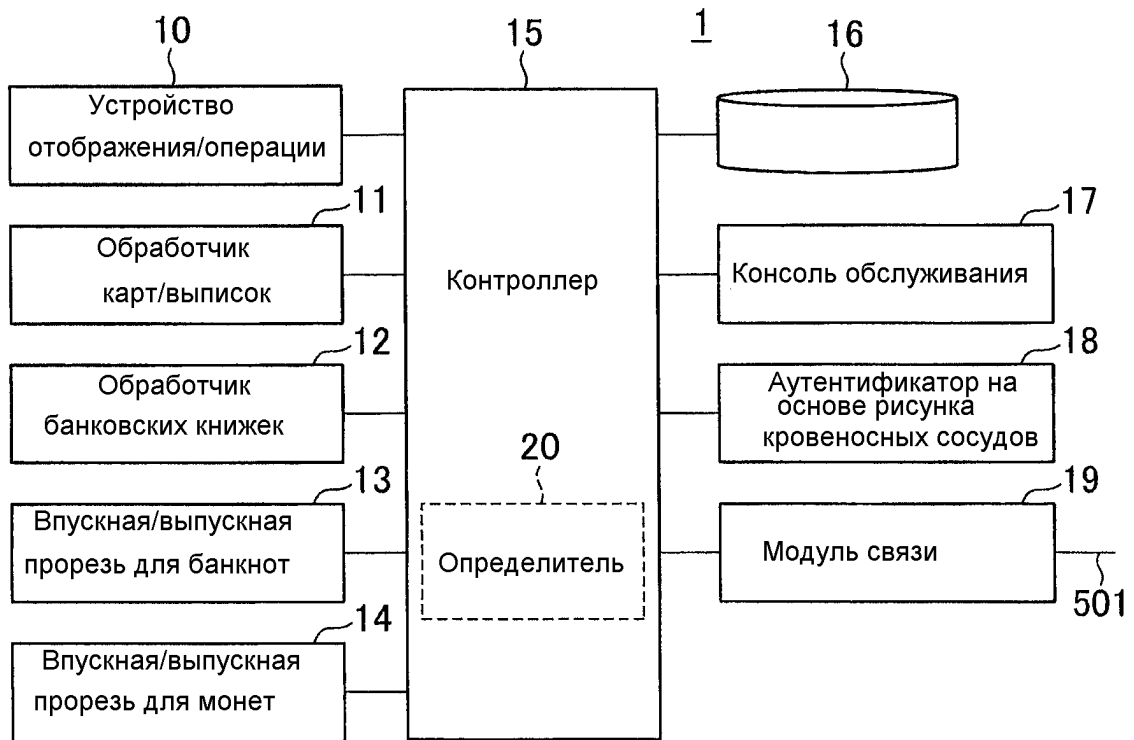 10
Устройство
отображения/операции
11
Обработчик
карт/выписок
12
Обработчик
банковских книжек
13
Впускная/выпускная
прорезь для банкнот
14
Впускная/выпускная
прорезь для монет
15
Контроллер
20
Определитель
1
16
17
Консоль обслуживания
18
Аутентификатор на
основе рисунка
кровеносных сосудов
19
Модуль связи
501